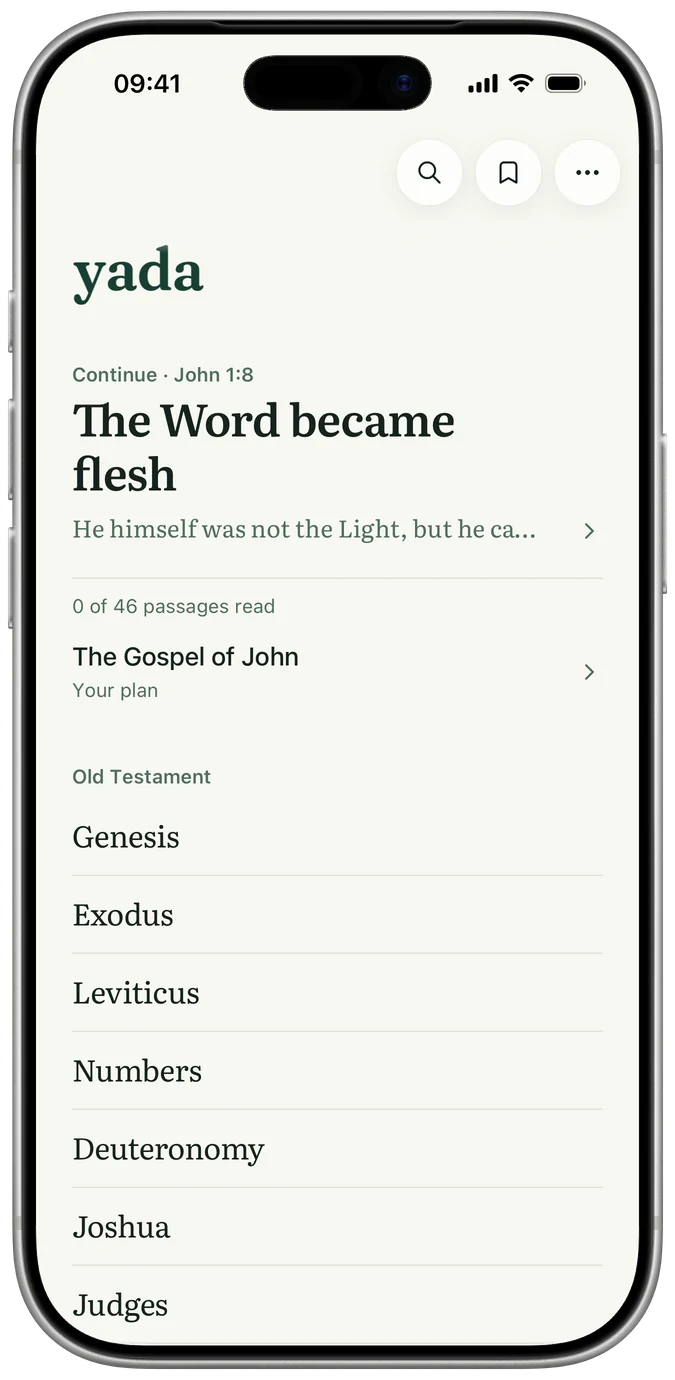 09:41
yada
Continue · John 1:8
The Word became
flesh
He himself was not the Light, but he ca...
0 of 46 passages read
The Gospel of John
Your plan
Old Testament
Genesis
Exodus
Leviticus
Numbers
Deuteronomy
Joshua
Judges